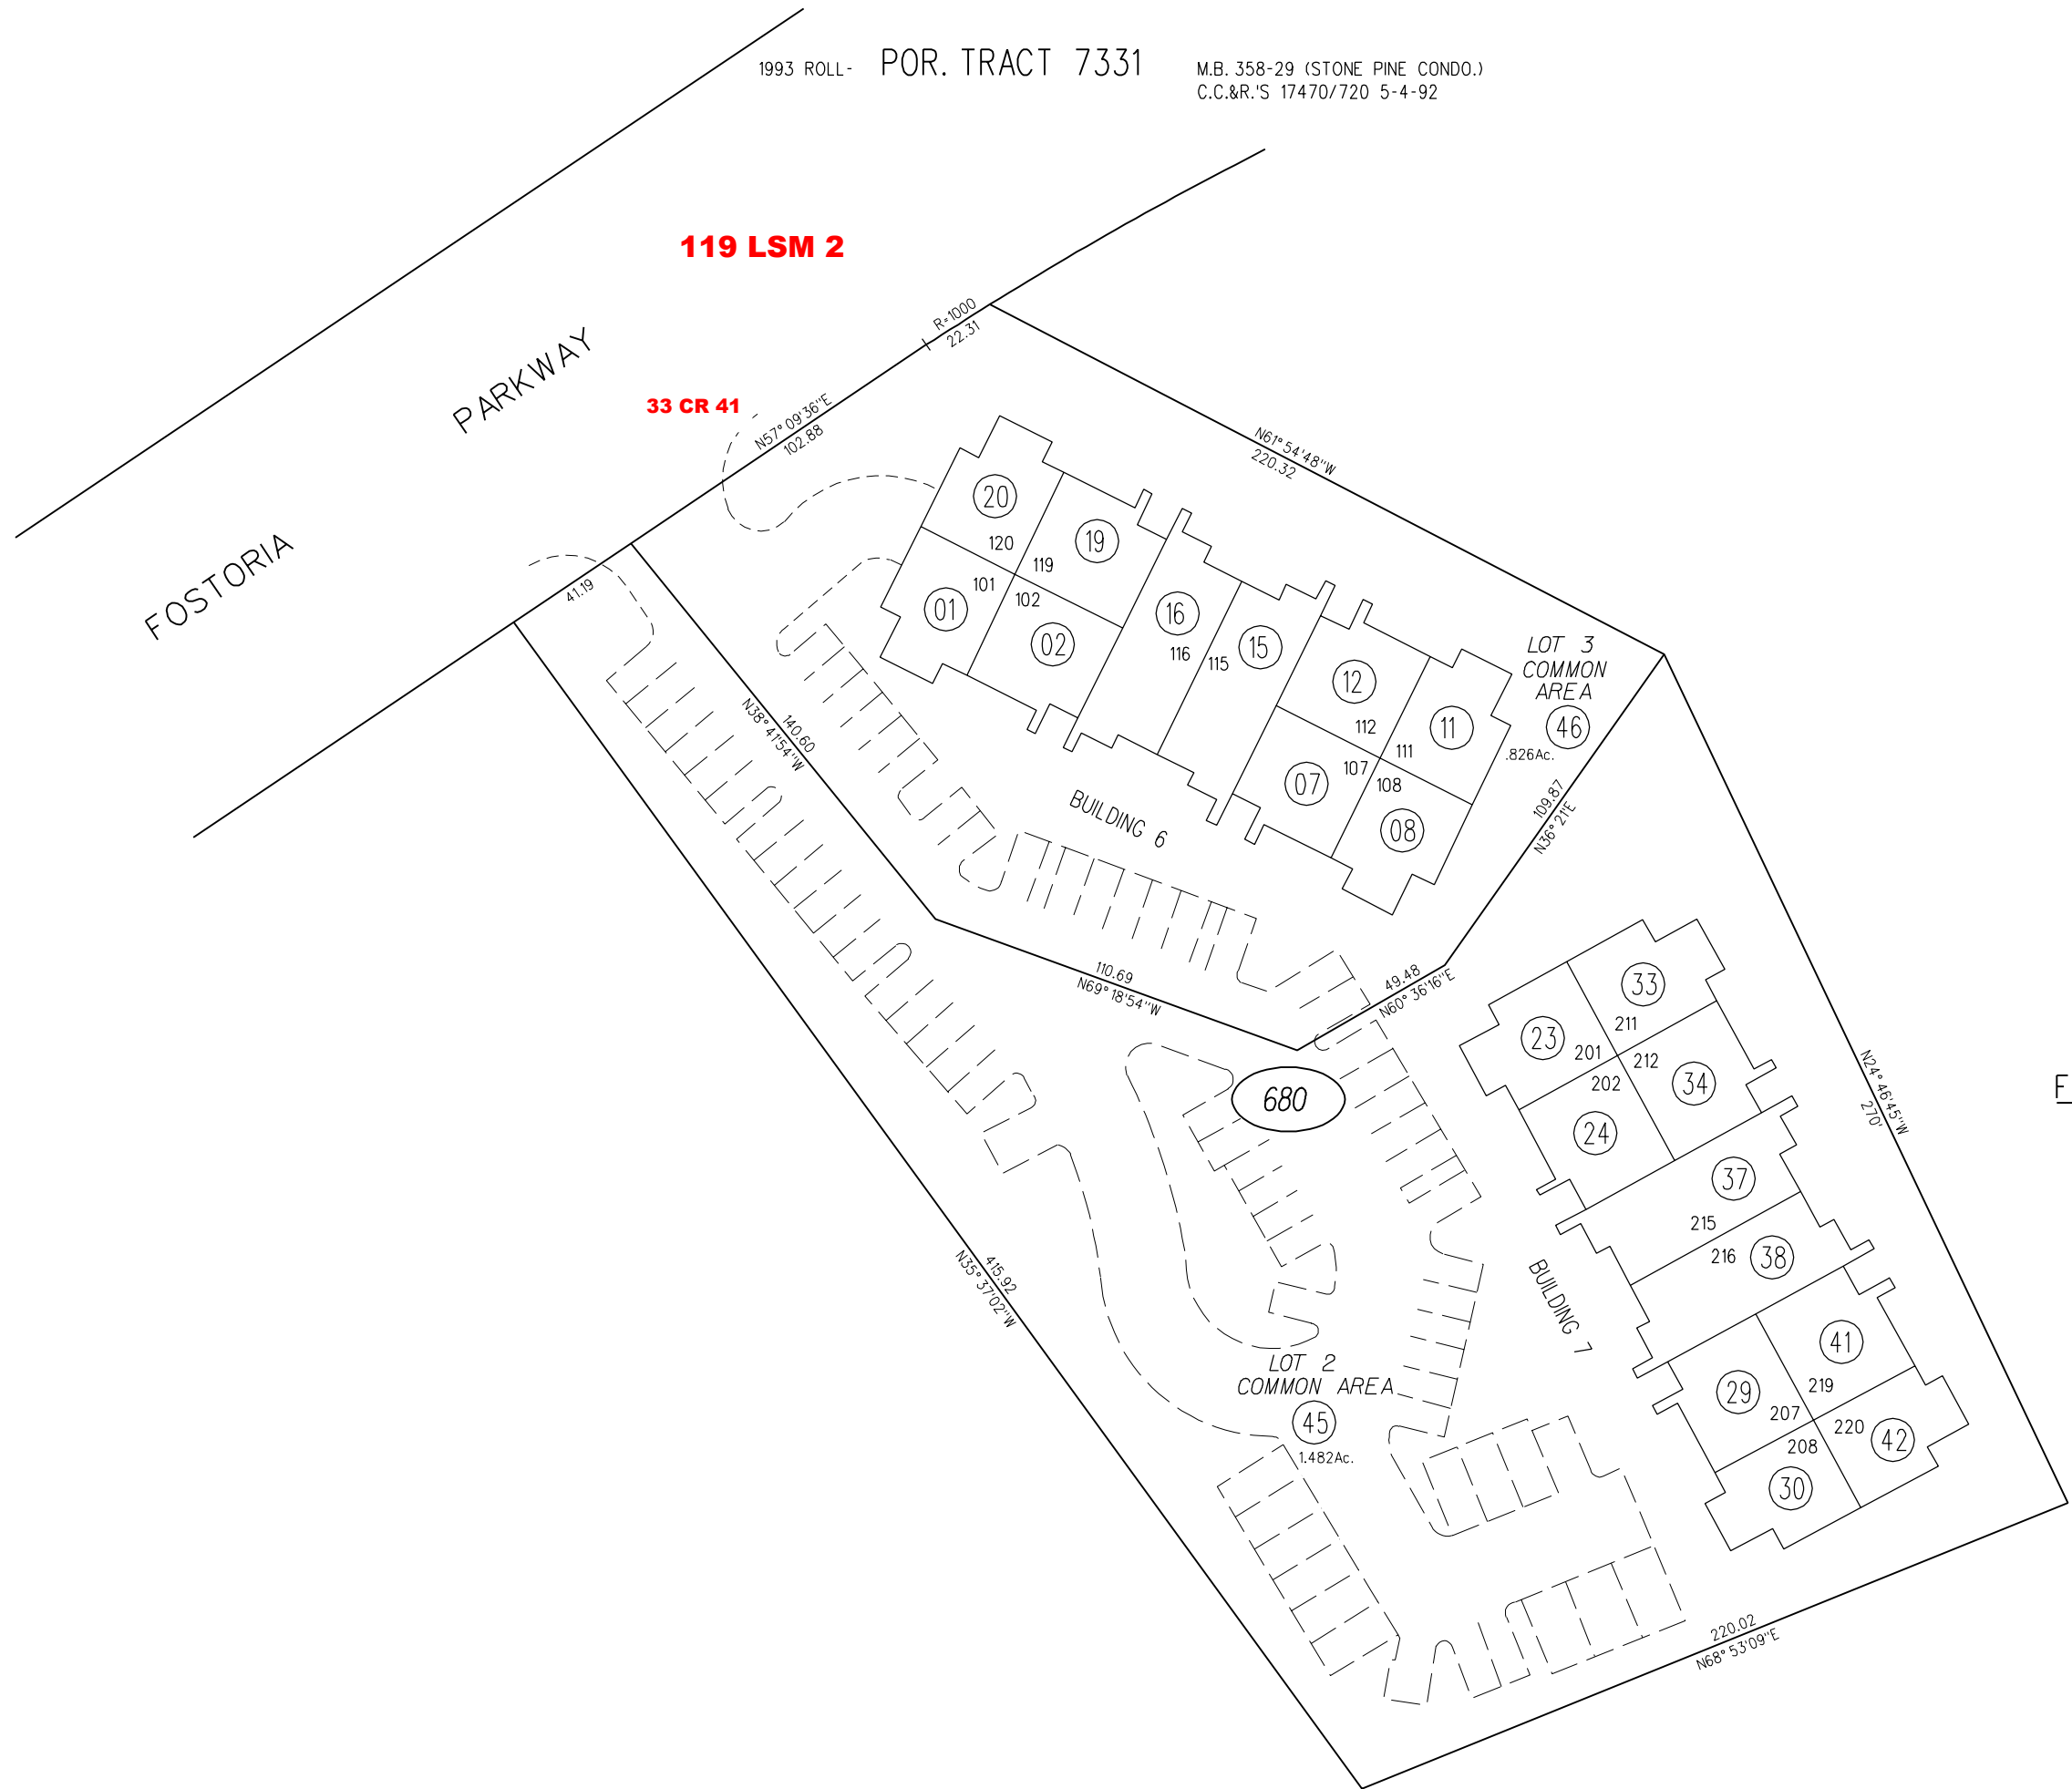 1993 ROLL- POR. TRACT 7331 M.B. 358-29 (STONE PINE CONDO.)
C.C.&R.'S 17470/720 5-4-92
119 LSM 2
R=1000
22.31
PARKWAY
33 CR 41
N57° 09'36"E
102.88
N61° 54'48"W
220.32
FOSTORIA
41.19
20
120
19
119
101
01
102
02
16
116
15
115
12
112
11
111
107
07
108
08
LOT 3
COMMON
AREA
46
.826Ac.
140.60
N38° 41'54"W
BUILDING 6
109.87
N36° 21'E
110.69
N69° 18'54"W
49.48
N60° 36'16"E
680
33
211
23
201
212
34
202
24
37
215
216
38
BUILDING 7
N24° 46'45"W
270'
F
415.92
N35° 37'02"W
41
219
29
207
220
42
208
30
LOT 2
COMMON AREA
45
1.482Ac.
220.02
N68° 53'09"E